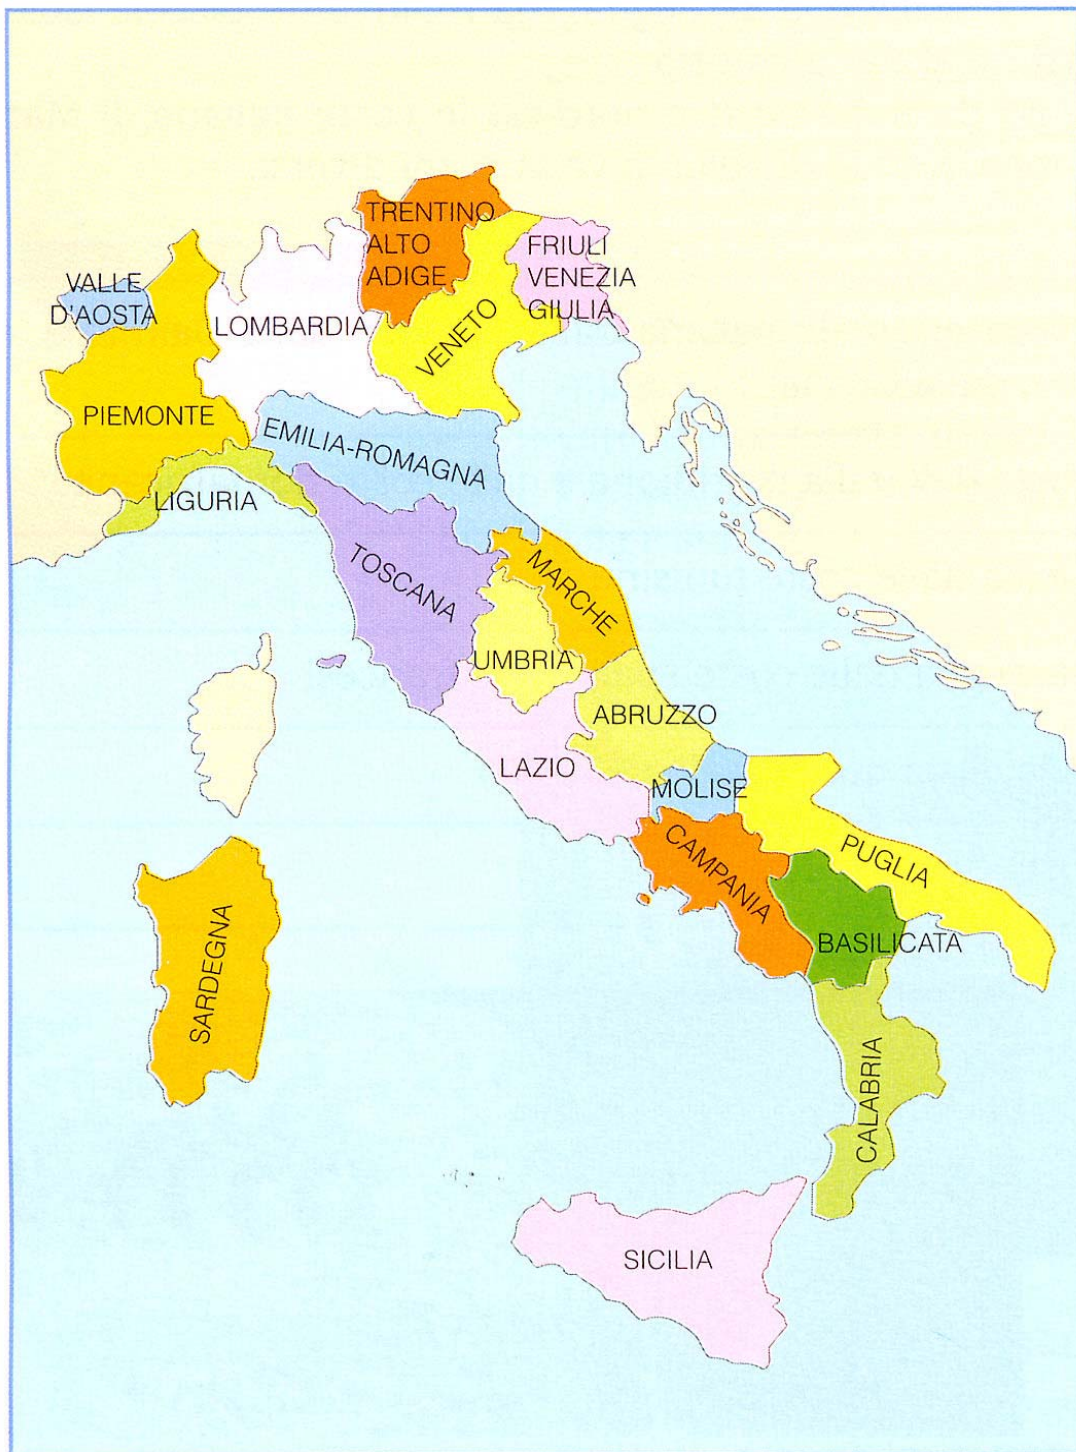 TRENTINO
ALTO
ADIGE
FRIULI
VENEZIA
GIULIA
VALLE
D'AOSTA
LOMBARDIA
VENETO
PIEMONTE
EMILIA-ROMAGNA
LIGURIA
TOSCANA
MARCHE
UMBRIA
ABRUZZO
LAZIO
MOLISE
CAMPANIA
PUGLIA
BASILICATA
SARDEGNA
CALABRIA
SICILIA